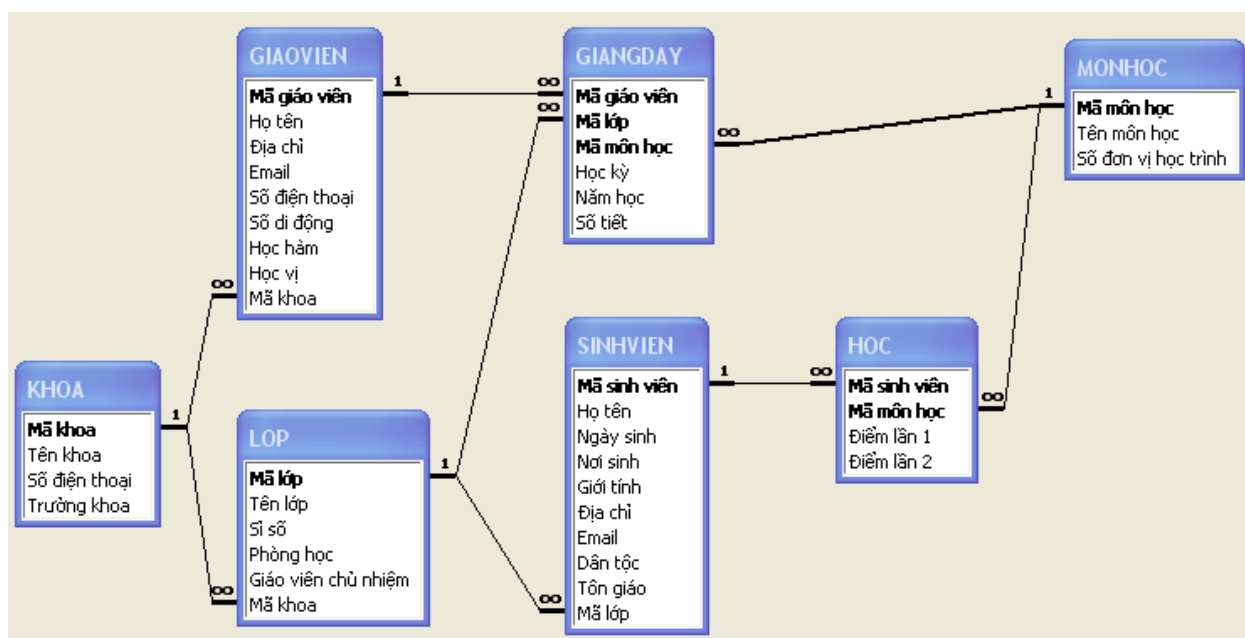 GIAOVIEN
Mã giáo viên
Họ tên
Địa chỉ
Email
Số điện thoại
Số di động
Học hàm
Học vị
Mã khoa
GIANGDAY
Mã giáo viên
Mã lớp
Mã môn học
Học kỳ
Năm học
Số tiết
MONHOC
Mã môn học
Tên môn học
Số đơn vị học trình
KHOA
Mã khoa
Tên khoa
Số điện thoại
Trưởng khoa
LOP
Mã lớp
Tên lớp
Sỉ số
Phòng học
Giáo viên chủ nhiệm
Mã khoa
SINHVIEN
Mã sinh viên
Họ tên
Ngày sinh
Nơi sinh
Giới tính
Địa chỉ
Email
Dân tộc
Tôn giáo
Mã lớp
HOC
Mã sinh viên
Mã môn học
Điểm lần 1
Điểm lần 2
1
∞
∞
∞
1
∞
1
∞
1
∞
1
∞
∞